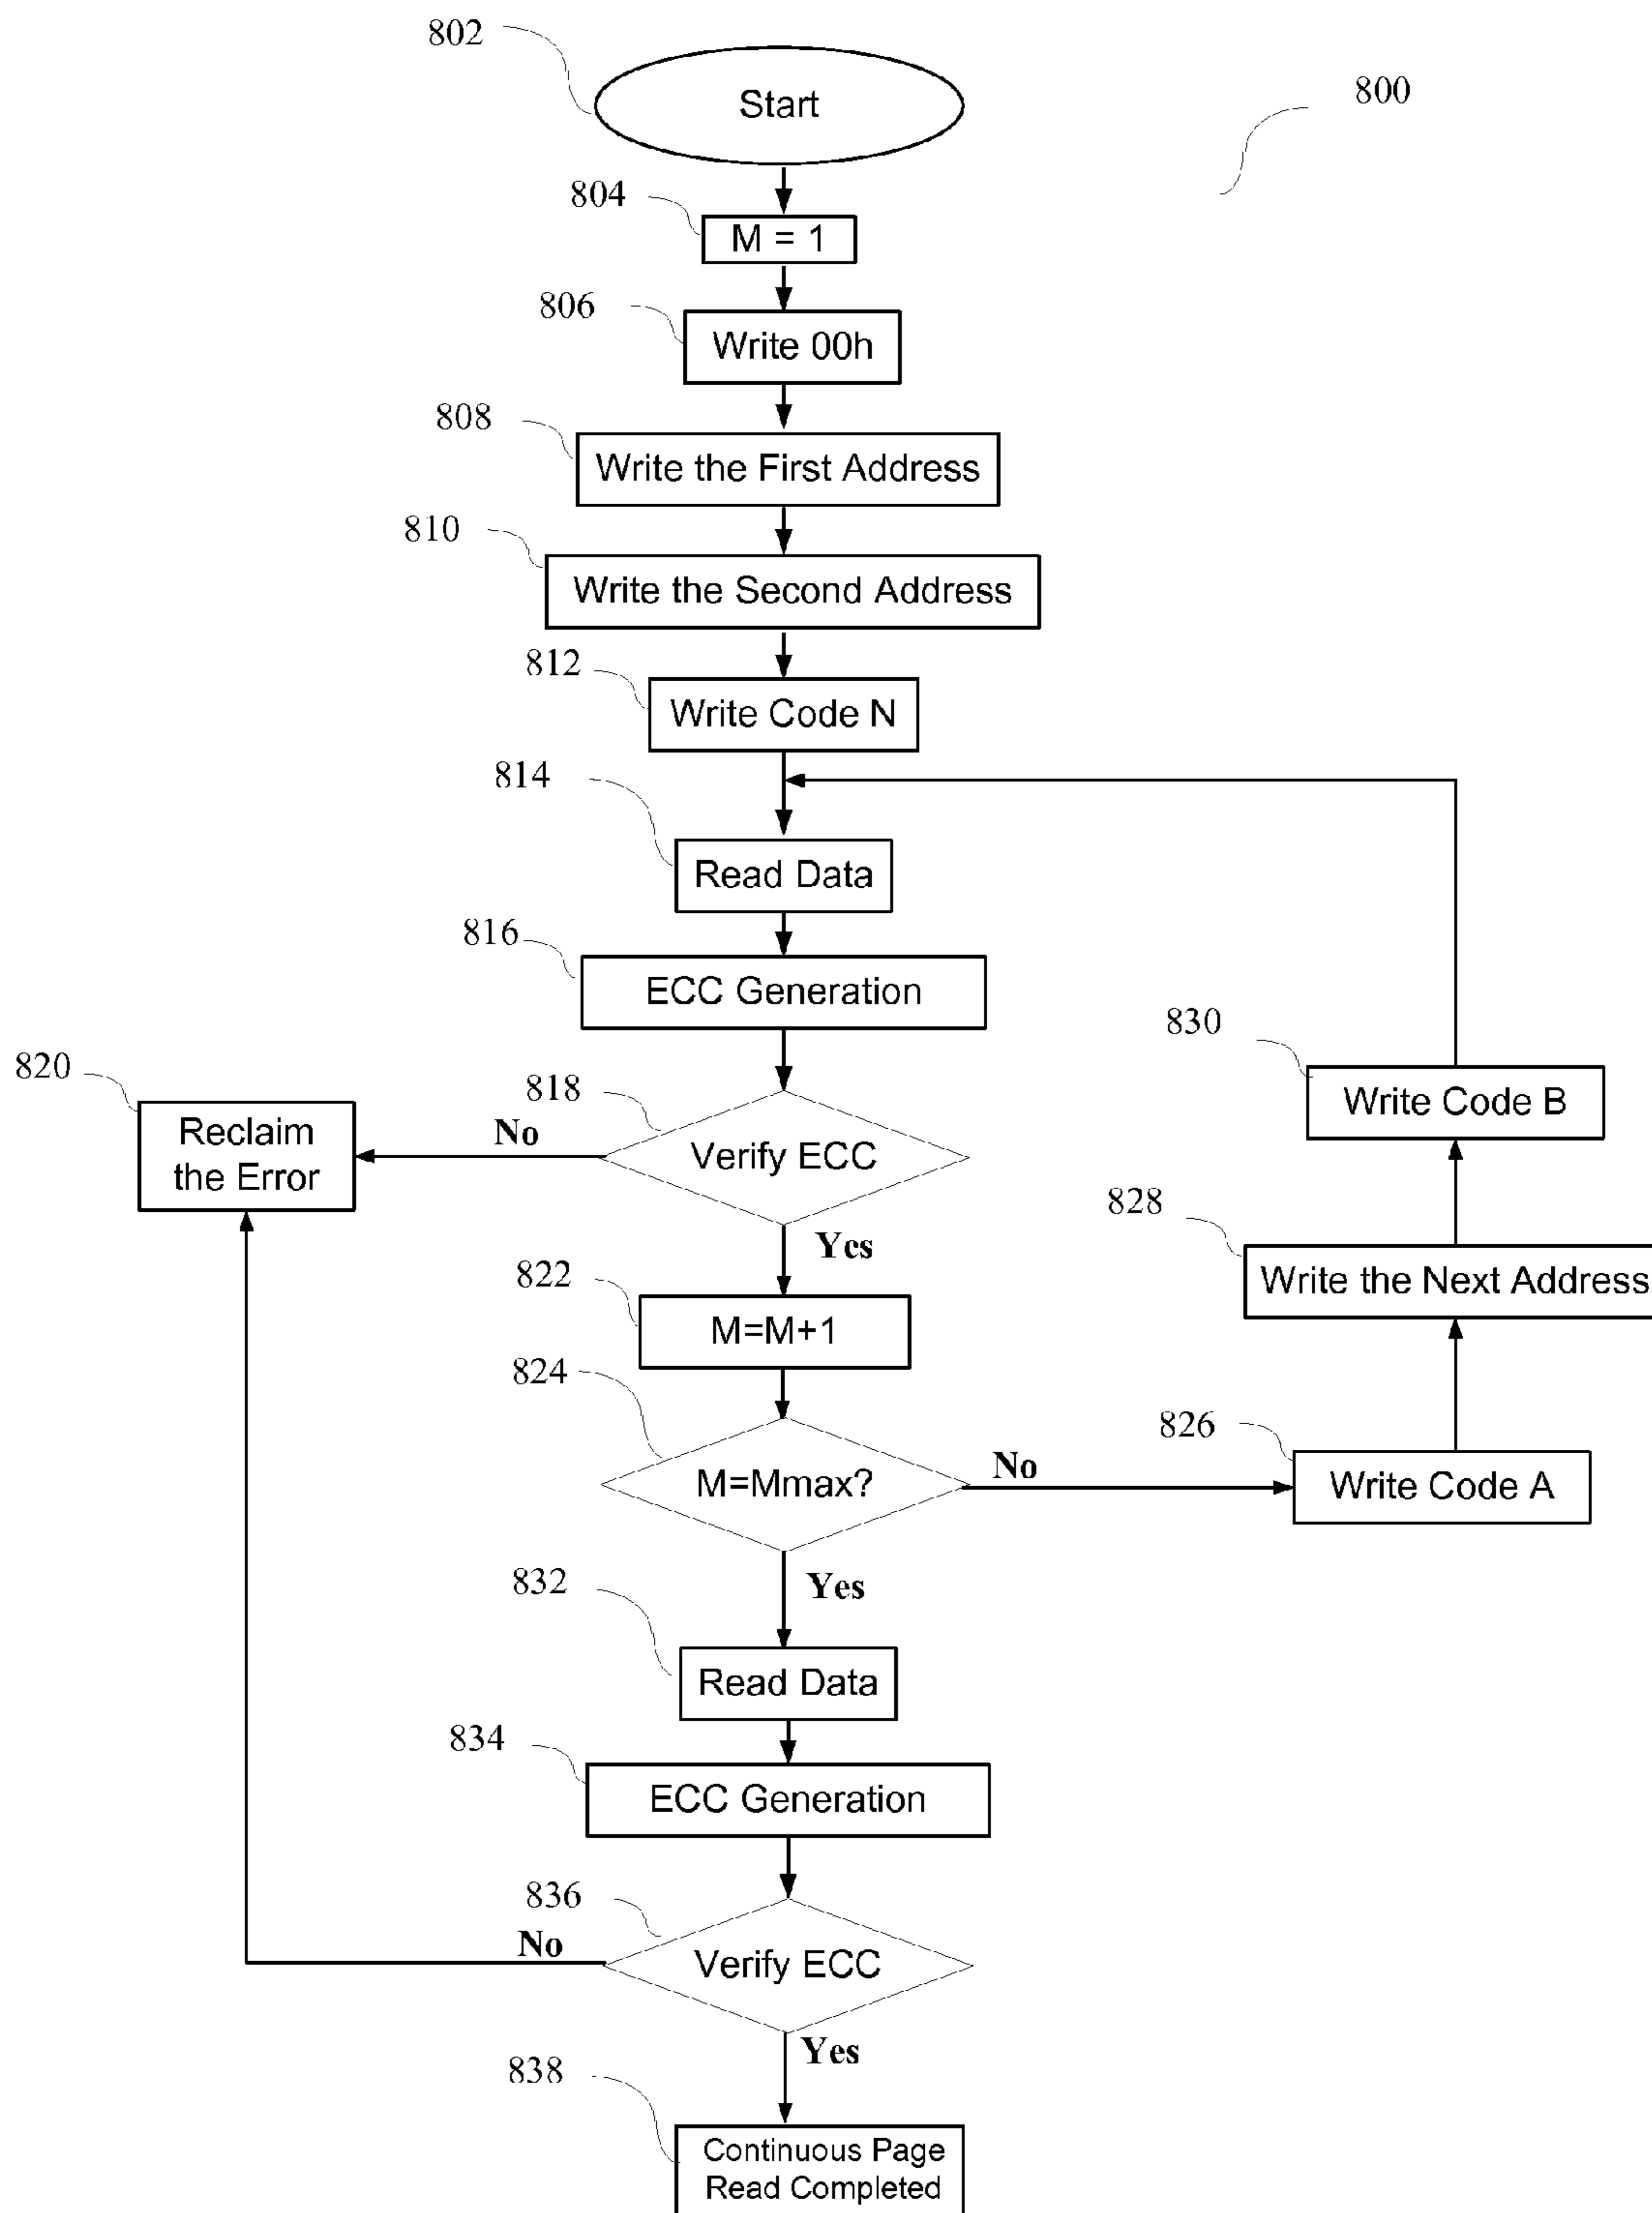 802
Start
800
804
M = 1
806
Write 00h
808
Write the First Address
810
Write the Second Address
812
Write Code N
814
Read Data
816
ECC Generation
830
Write Code B
820
Reclaim
the Error
No
818
Verify ECC
Yes
828
Write the Next Address
822
M=M+1
824
M=Mmax?
No
826
Write Code A
Yes
832
Read Data
834
ECC Generation
836
No
Verify ECC
Yes
838
Continuous Page
Read Completed